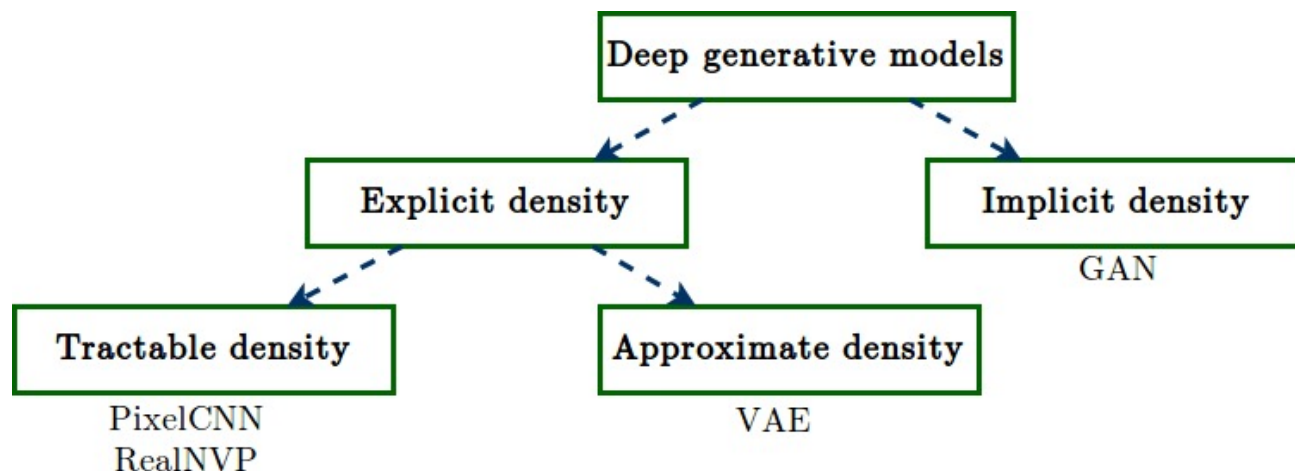 Deep generative models
Explicit density
Implicit density
GAN
Tractable density
Approximate density
PixelCNN
VAE
RealNVP